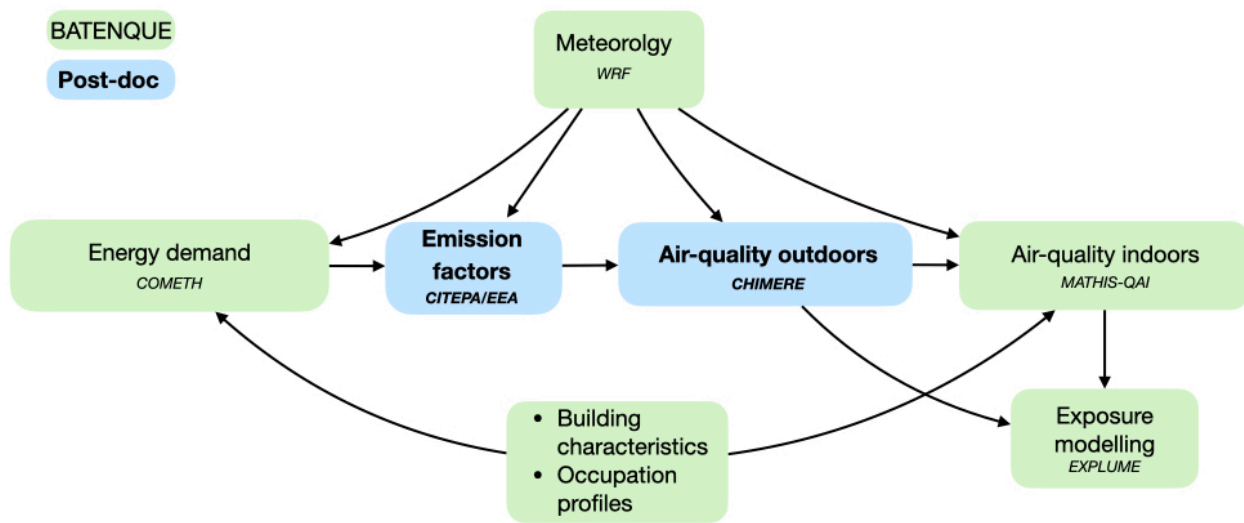 BATENQUE
Post-doc
Meteorolgy
WRF
Energy demand
COMETH
Emission
factors
CITEPA/EEA
Air-quality outdoors
CHIMERE
Air-quality indoors
MATHIS-QAI
• Building
characteristics
• Occupation
profiles
Exposure
modelling
EXPLUME